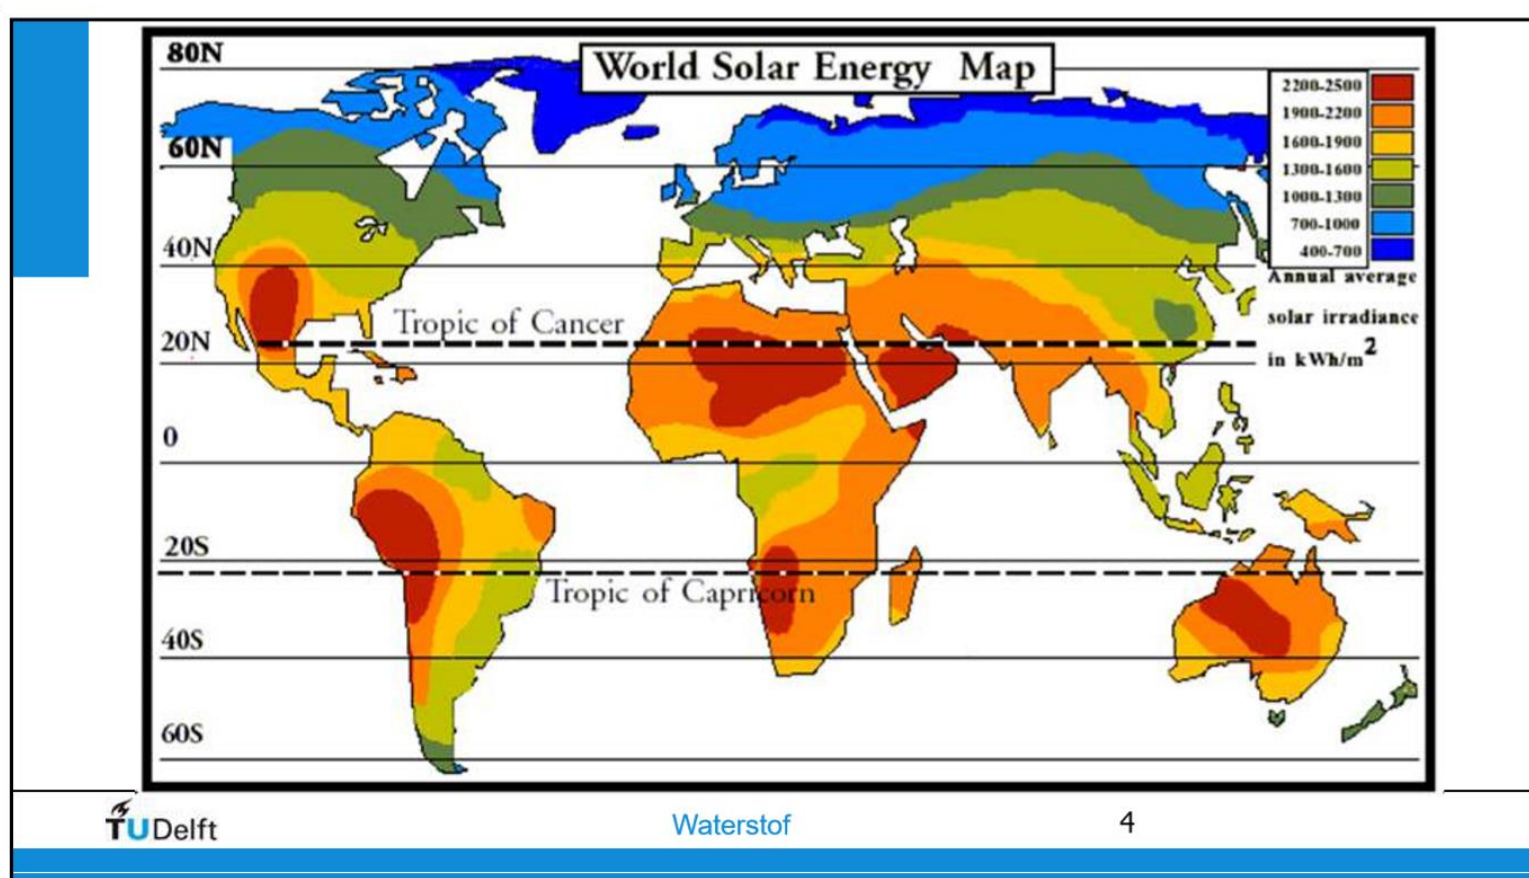 World Solar Energy Map
80N
60N
40N
20N
0
20S
40S
60S
Tropic of Cancer
Tropic of Capricorn
2200-2500
1900-2200
1600-1900
1300-1600
1000-1300
700-1000
400-700
Annual average
solar irradiance
in kWh/m²
TU Delft
Waterstof
4